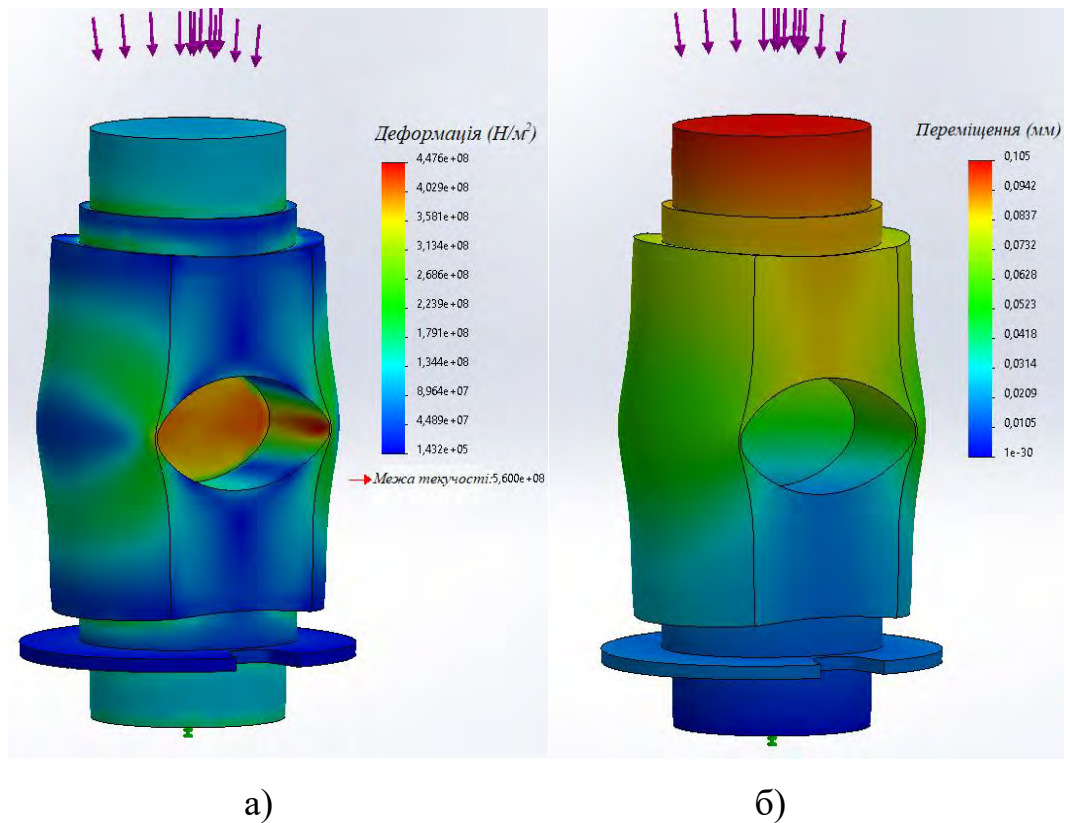 Деформація (Н/м²)
4,476e+08
4,029e+08
3,581e+08
3,134e+08
2,686e+08
2,239e+08
1,791e+08
1,344e+08
8,964e+07
4,489e+07
1,432e+05
Межа текучості:5,600e+08
Переміщення (мм)
0,105
0,0942
0,0837
0,0732
0,0628
0,0523
0,0418
0,0314
0,0209
0,0105
1e-30
а)
б)